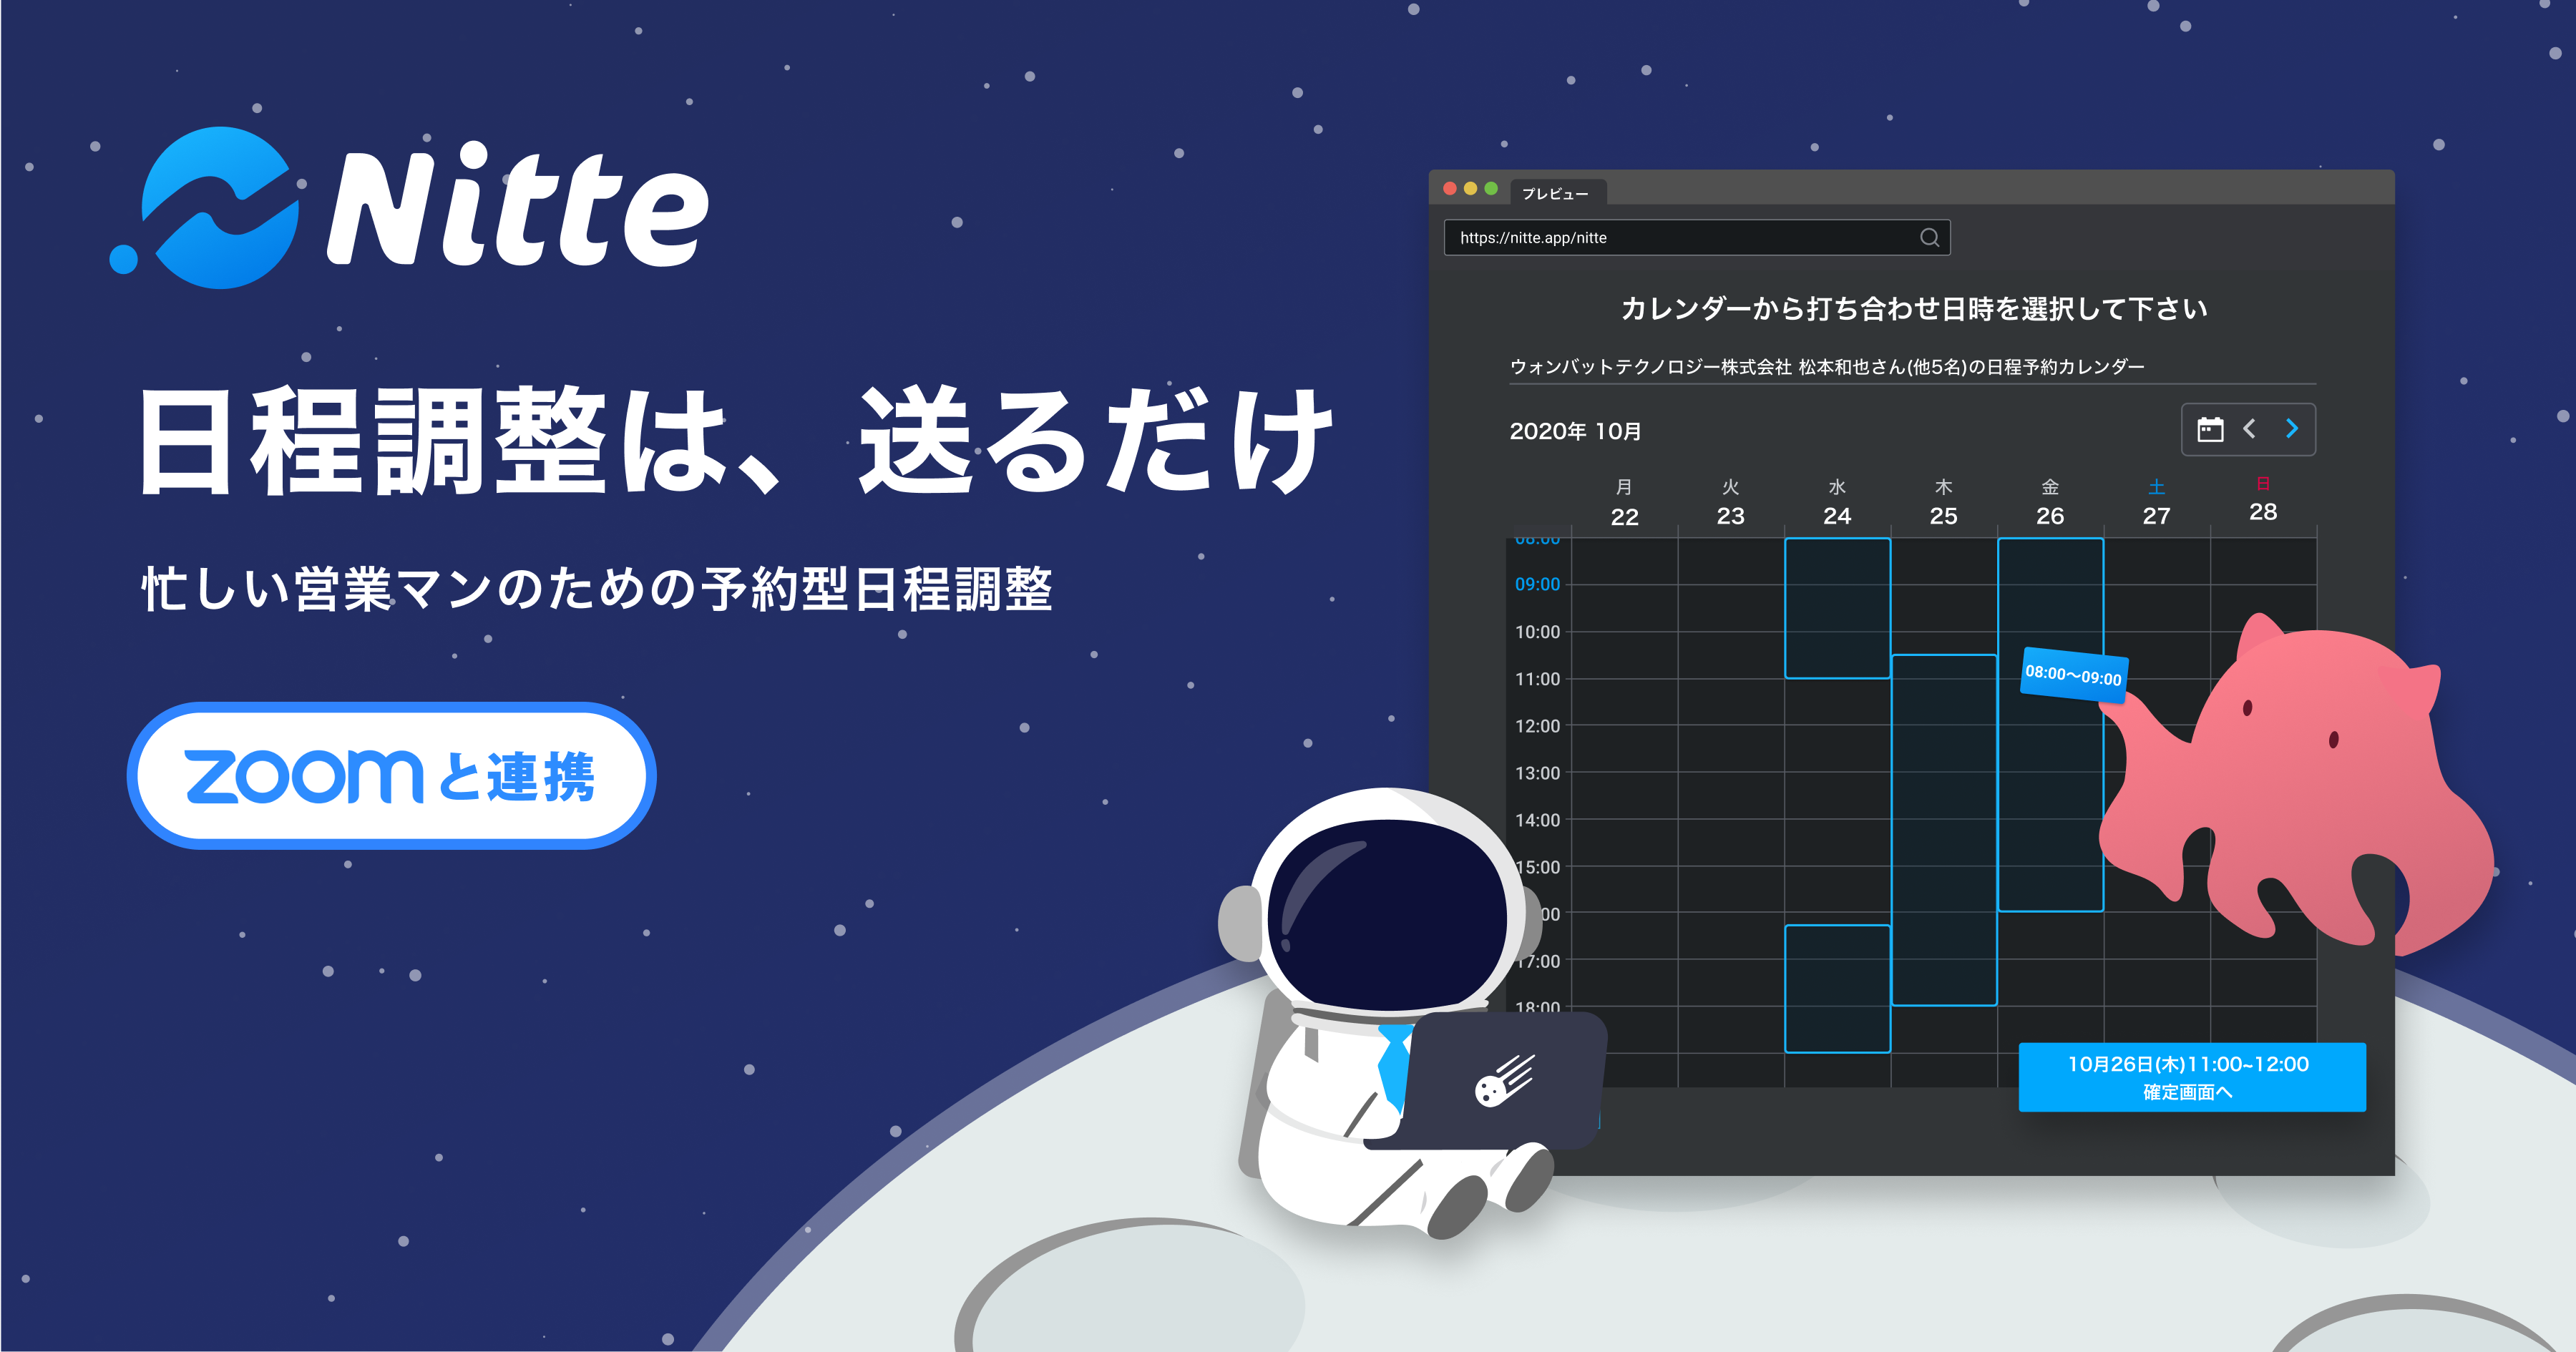 Nitte
日程調整は、送るだけ
忙しい営業マンのための予約型日程調整
zoomと連携
プレビュー
https://nitte.app/nitte
カレンダーから打ち合わせ日時を選択して下さい
ウォンバットテクノロジー株式会社 松本和也さん(他5名)の日程予約カレンダー
2020年 10月
月 火 水 木 金 土 日
22 23 24 25 26 27 28
08:00
09:00
10:00
11:00
08:00〜09:00
12:00
13:00
14:00
15:00
00
17:00
18:00
10月26日(木)11:00~12:00
確定画面へ